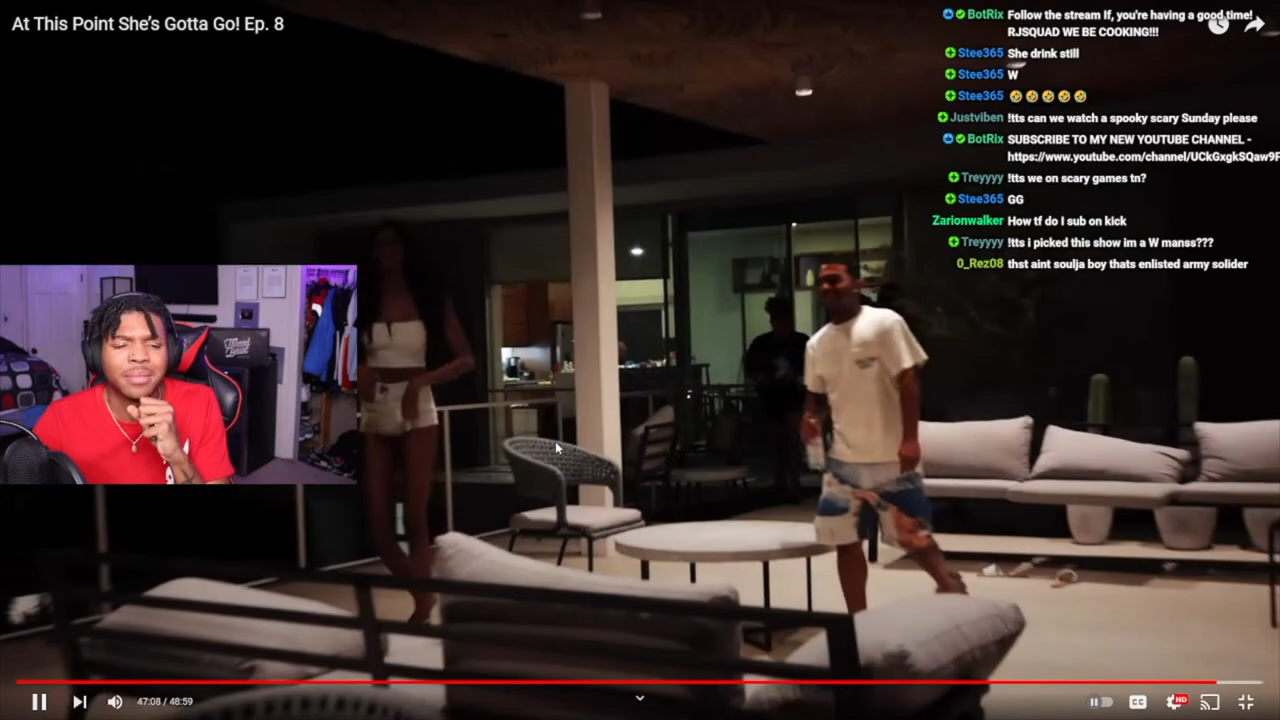 At This Point She’s Gotta Go! Ep. 8
BotRix Follow the stream If, you're having a good time!
RJSQUAD WE BE COOKING!!!
Stee365 She drink still
Stee365 W
Stee365 🤣🤣🤣🤣🤣
Justviben !tts can we watch a spooky scary Sunday please
BotRix SUBSCRIBE TO MY NEW YOUTUBE CHANNEL -
https://www.youtube.com/channel/UCkGxgkSQaw9F
Treyyyy !tts we on scary games tn?
Stee365 GG
Zarionwalker How tf do I sub on kick
Treyyyy !tts i picked this show im a W manss???
0_Rez08 thst aint soulja boy thats enlisted army solider
47:08 / 48:59
CC
HD